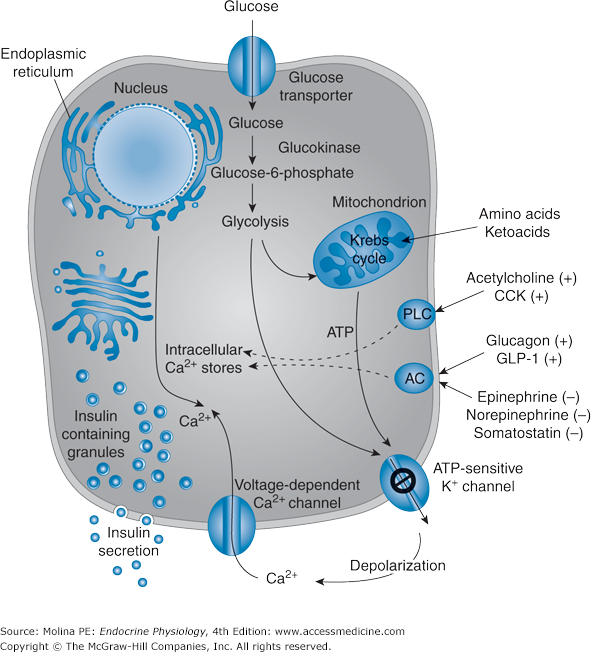 Glucose
Endoplasmic
reticulum
Nucleus
Glucose
transporter
Glucose
Glucokinase
Glucose-6-phosphate
Glycolysis
Mitochondrion
Krebs
cycle
Amino acids
Ketoacids
Acetylcholine (+)
CCK (+)
PLC
ATP
Intracellular
Ca²⁺ stores
Glucagon (+)
GLP-1 (+)
AC
Epinephrine (–)
Norepinephrine (–)
Somatostatin (–)
Insulin
containing
granules
Ca²⁺
ATP-sensitive
K⁺ channel
Voltage-dependent
Ca²⁺ channel
Insulin
secretion
Depolarization
Ca²⁺
Source: Molina PE: Endocrine Physiology, 4th Edition: www.accessmedicine.com
Copyright © The McGraw-Hill Companies, Inc. All rights reserved.